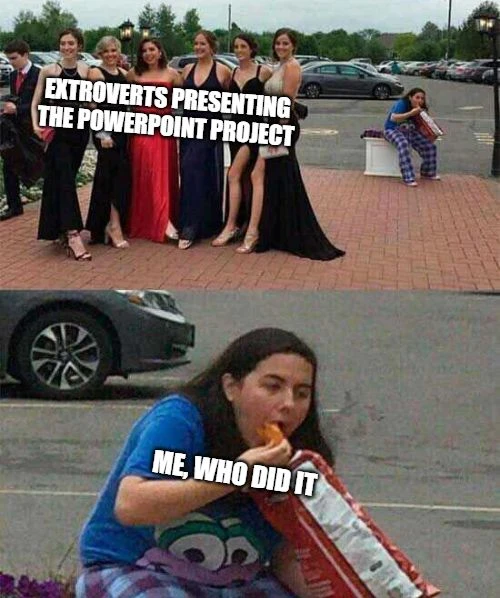 EXTROVERTS PRESENTING
THE POWERPOINT PROJECT
ME, WHO DID IT